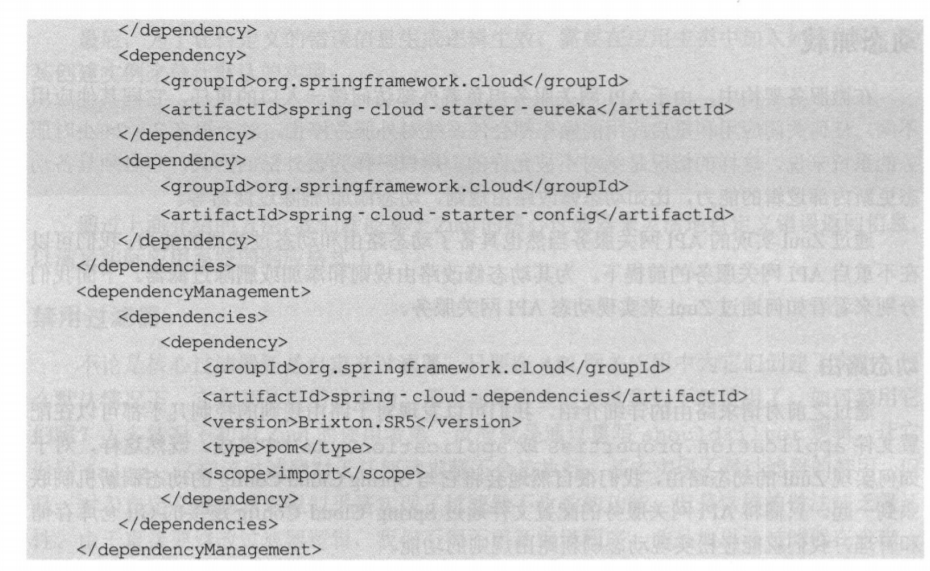 </dependency>
<dependency>
<groupId>org.springframework.cloud</groupId>
<artifactId>spring-cloud-starter-eureka</artifactId>
</dependency>
<dependency>
<groupId>org.springframework.cloud</groupId>
<artifactId>spring-cloud-starter-config</artifactId>
</dependency>
</dependencies>
<dependencyManagement>
<dependencies>
<dependency>
<groupId>org.springframework.cloud</groupId>
<artifactId>spring-cloud-dependencies</artifactId>
<version>Brixton.SR5</version>
<type>pom</type>
<scope>import</scope>
</dependency>
</dependencies>
</dependencyManagement>